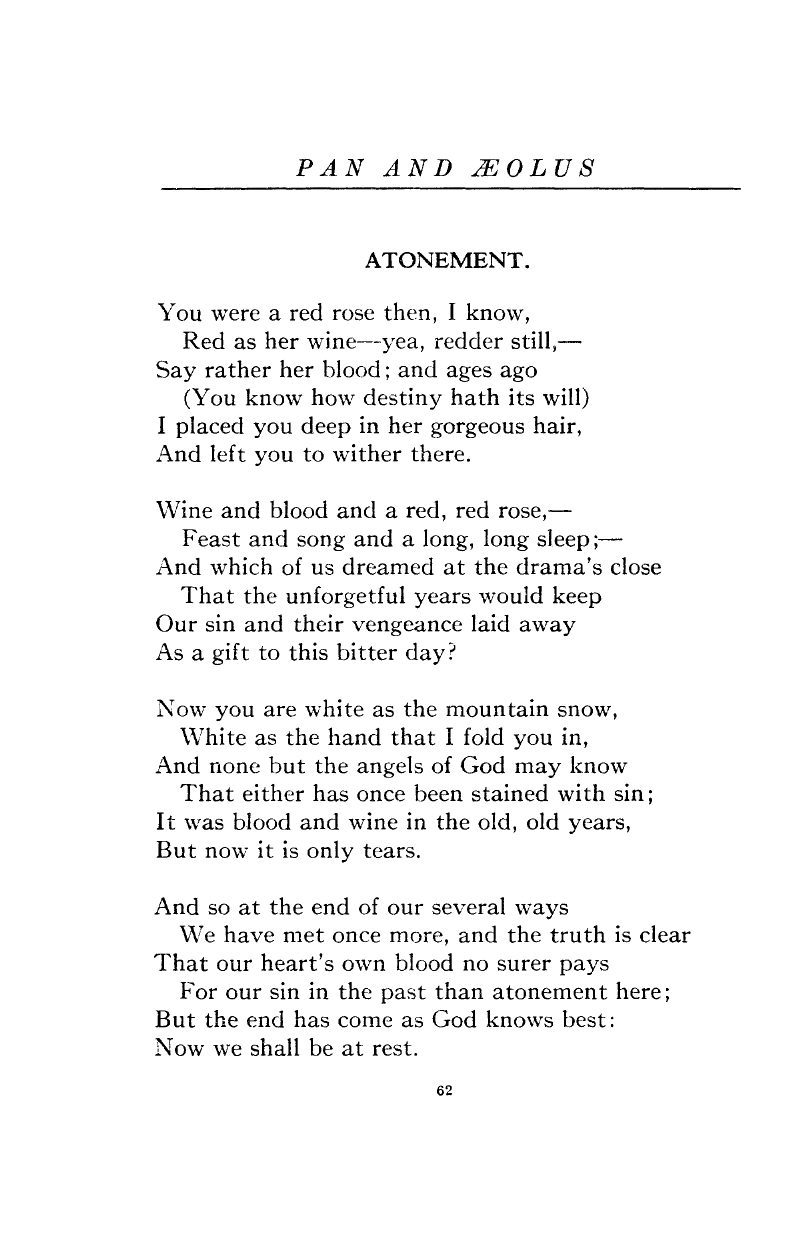 PAN AND ÆOLUS
ATONEMENT.
You were a red rose then, I know,
Red as her wine—yea, redder still,—
Say rather her blood; and ages ago
(You know how destiny hath its will)
I placed you deep in her gorgeous hair,
And left you to wither there.
Wine and blood and a red, red rose,—
Feast and song and a long, long sleep;—
And which of us dreamed at the drama's close
That the unforgetful years would keep
Our sin and their vengeance laid away
As a gift to this bitter day?
Now you are white as the mountain snow,
White as the hand that I fold you in,
And none but the angels of God may know
That either has once been stained with sin;
It was blood and wine in the old, old years,
But now it is only tears.
And so at the end of our several ways
We have met once more, and the truth is clear
That our heart's own blood no surer pays
For our sin in the past than atonement here;
But the end has come as God knows best:
Now we shall be at rest.
62